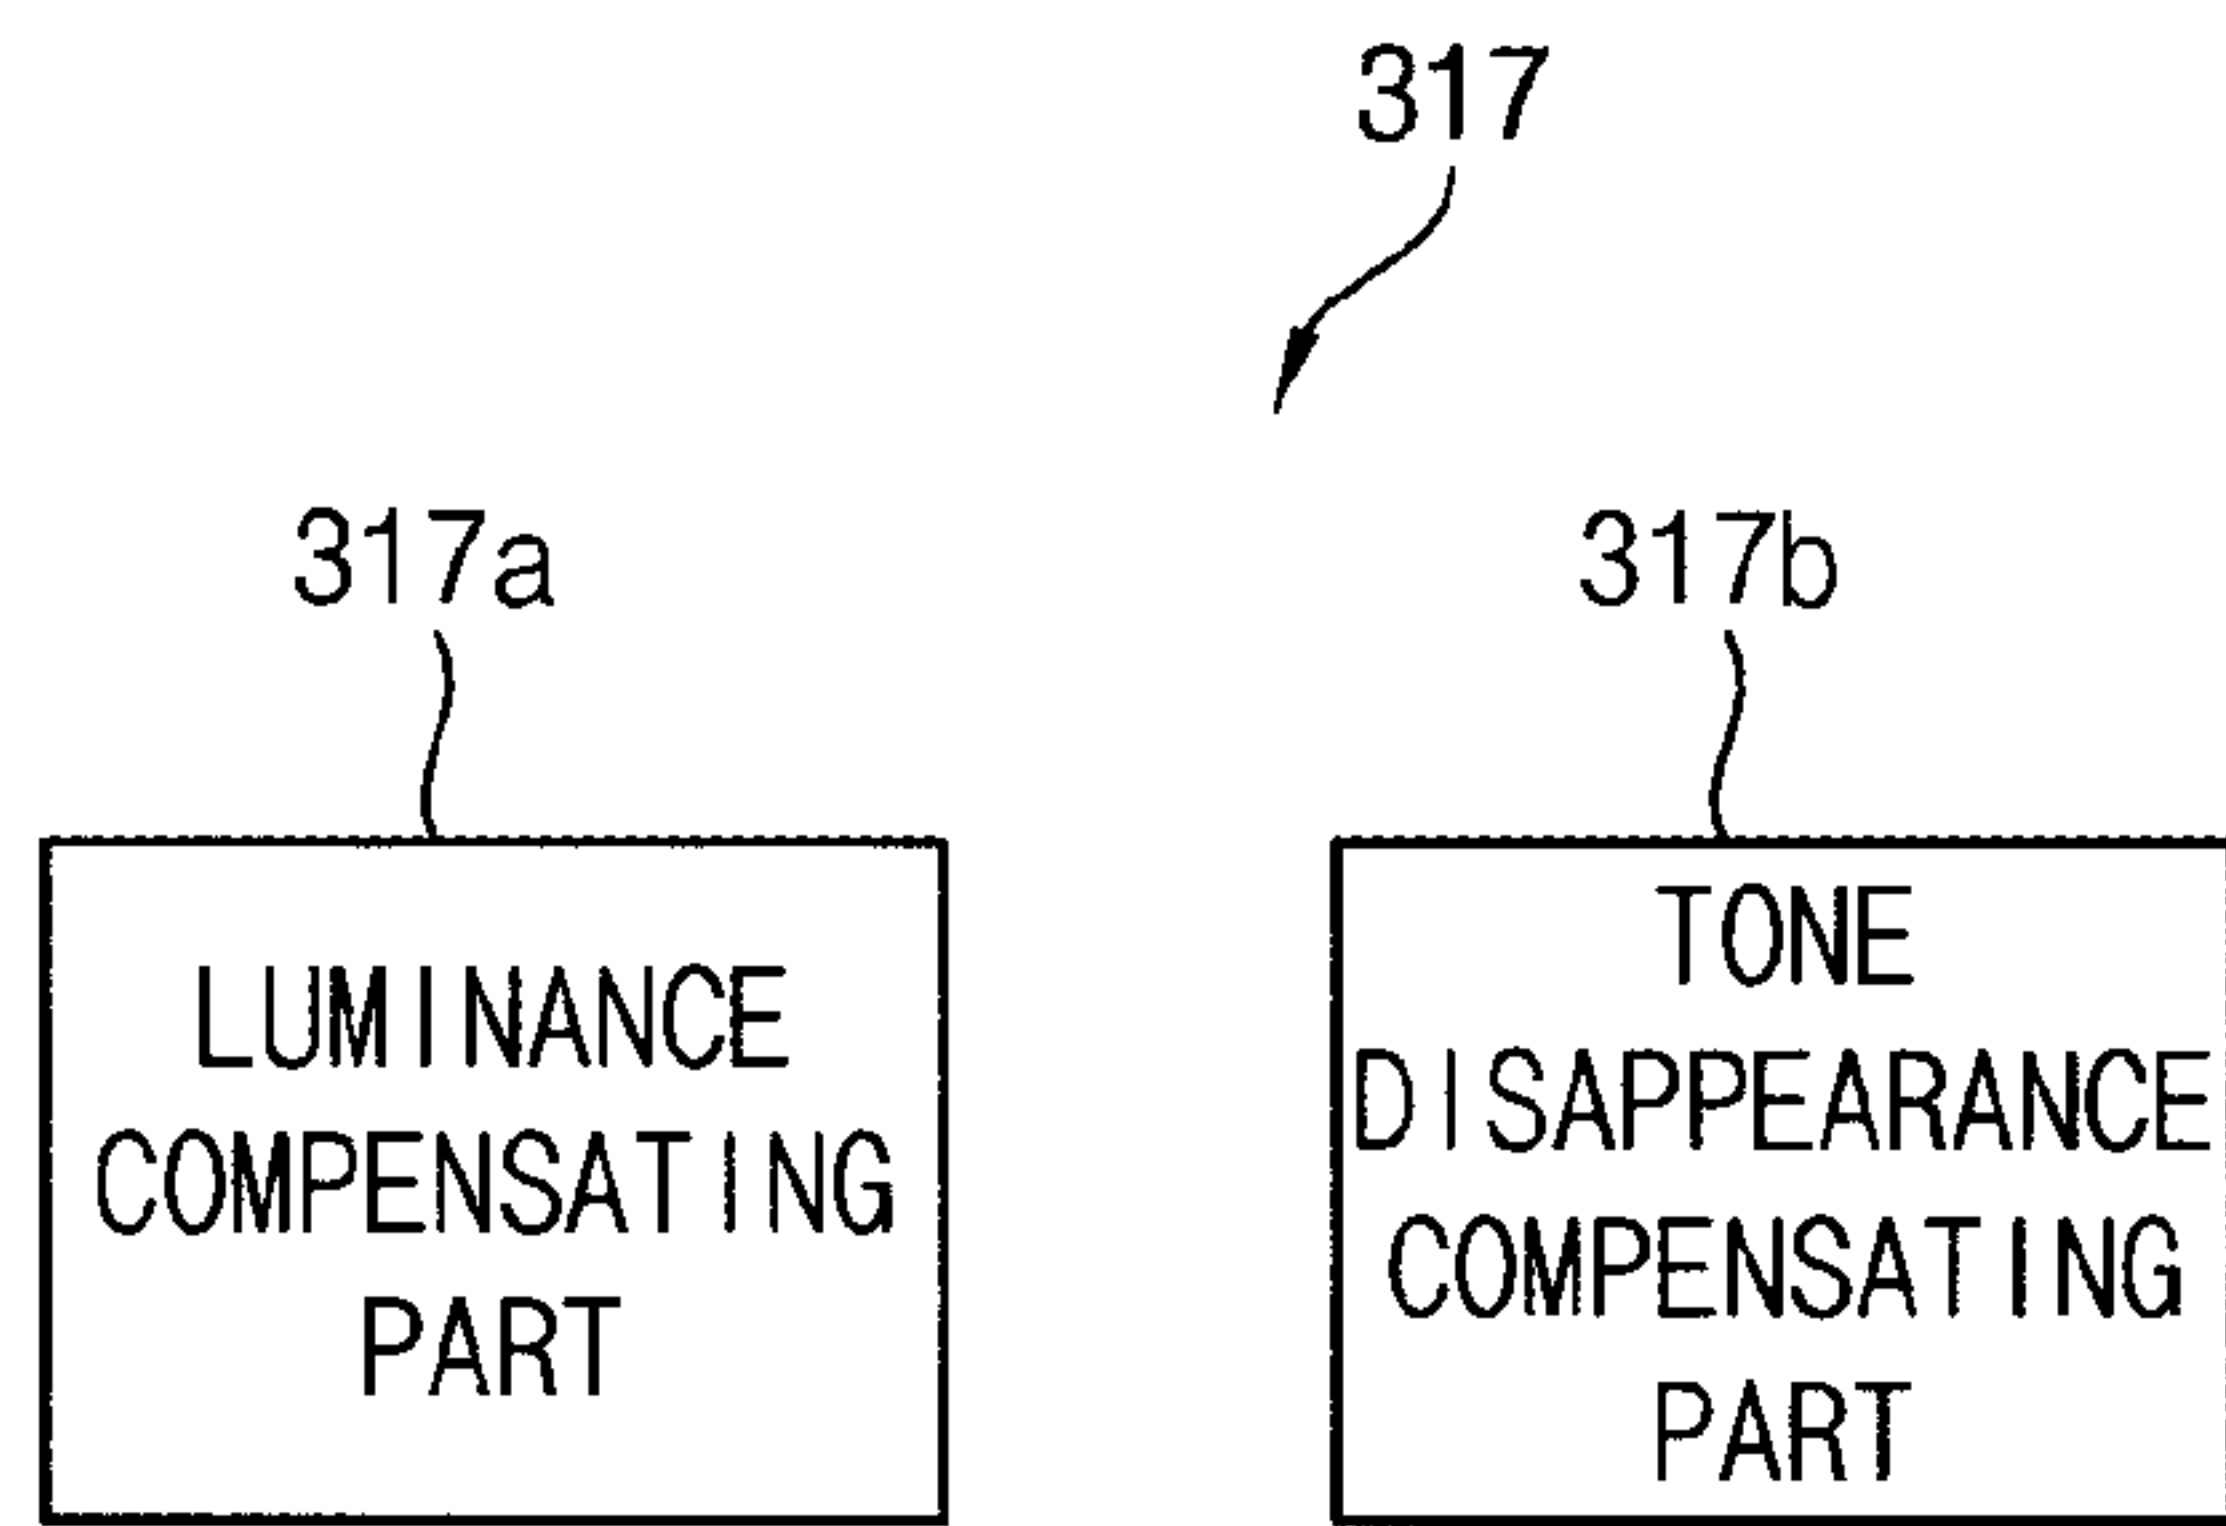 317
317a
317b
LUMINANCE
COMPENSATING
PART
TONE
DISAPPEARANCE
COMPENSATING
PART